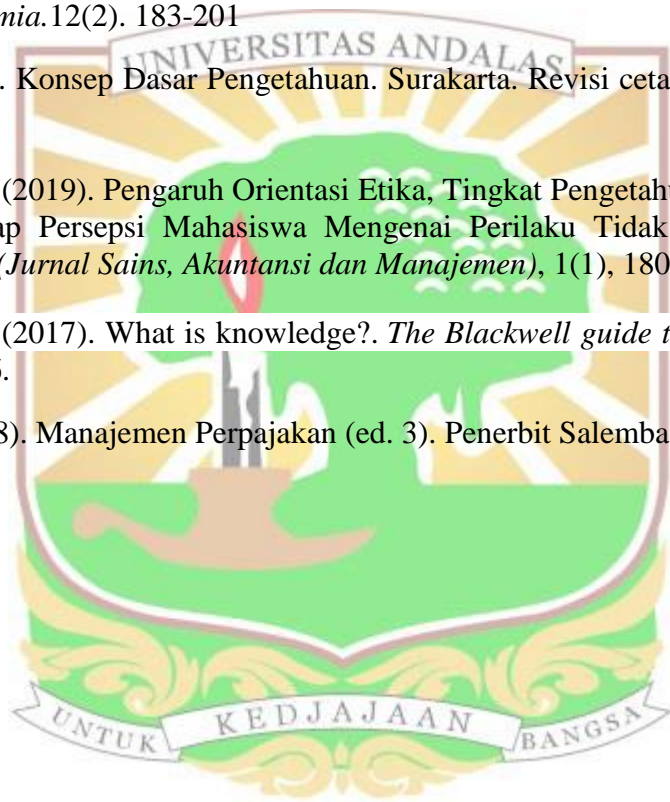 nia.12(2). 183-201
UNIVERSITAS ANDALAS
. Konsep Dasar Pengetahuan. Surakarta. Revisi ceta
(2019). Pengaruh Orientasi Etika, Tingkat Pengetah
ap Persepsi Mahasiswa Mengenai Perilaku Tidak
(Jurnal Sains, Akuntansi dan Manajemen), 1(1), 180
(2017). What is knowledge?. The Blackwell guide t
8). Manajemen Perpajakan (ed. 3). Penerbit Salemba
UNTUK KEDJAJAAN BANGSA